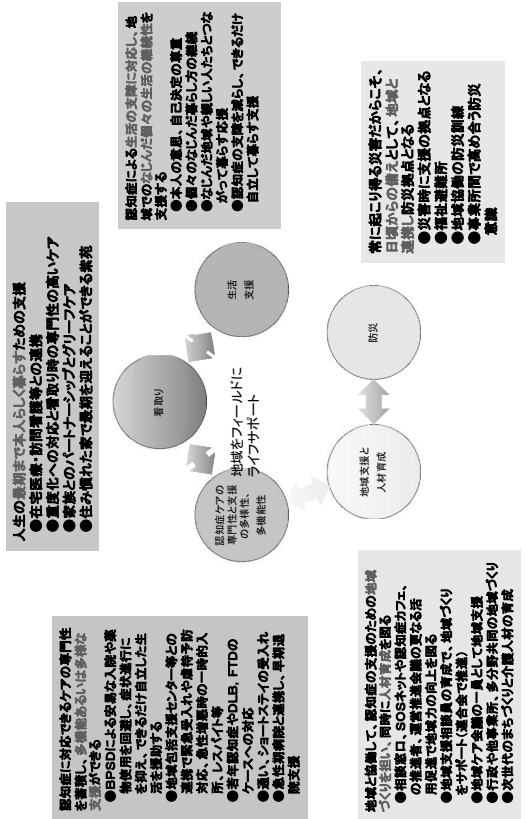 人生の最期まで本人らしく暮らすための支援
●在宅医療・訪問看護等との連携
●重度化への対応と看取り時の専門性の高いケア
●家族とのパートナーシップとグリーフケア
●住み慣れた家で最期を迎えることができる紫苑
認知症に対応できるケアの専門性
を蓄積し、多機能あるいは多様な
支援ができる
●BPSDによる安易な入院や薬
物使用を回避し、症状進行に
を抑え、できるだけ自立した生
活を援助する
●地域包括支援センター等との
連携で緊急受入れや虐待予防
対応、急性増悪時の一時的入
所、レスパイト等
●若年認知症やDLB、FTDの
ケースへの対応
●通い、ショートステイの受入れ
●急性期病院と連携し、早期退
院支援
認知症による生活の支障に対応し、地
域でのなじんだ個々の生活の継続性を
支援する
●本人の意思、自己決定の尊重
●個々のなじんだ暮らし方の継続
●なじんだ地域や親しい人たちとつな
がって暮らす応援
●認知症の支障を減らし、できるだけ
自立して暮らす支援
看取り
認知症ケアの
専門性と支援
の多様性、
多機能性
生活
支援
地域をフィールドに
ライフサポート
地域支援と
人材育成
防災
地域と協働して、認知症の支援のための地域
づくりを担い、同時に人材育成を図る
●相談窓口、SOSネットや認知症カフェ、
の推進者、運営推進会議の更なる活
用促進で地域力の向上を図る
●地域支援相談員の育成で、地域づくり
をサポート(連合会で推進)
●地域ケア会議の一員として地域支援
●行政や他事業所、多分野共同の地域づくり
●次世代のまちづくりと介護人材の育成
常に起こり得る災害だからこそ、
日頃からの備えとして、地域と
連携し防災拠点となる
●災害時に支援の拠点となる
●福祉避難所
●地域協働の防災訓練
●事業所間で高め合う防災
意識